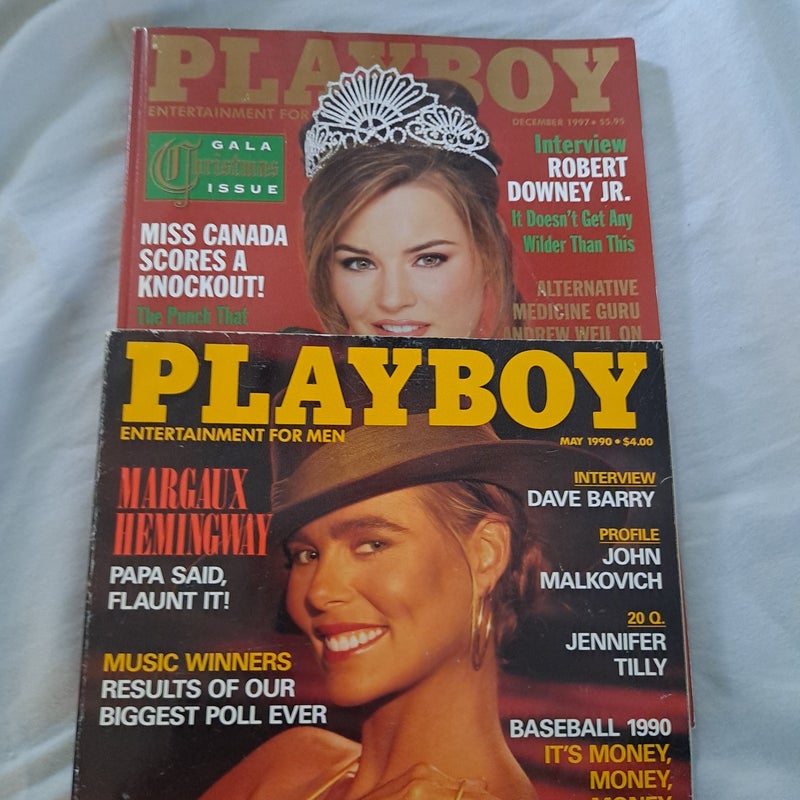 PLAYBOY
ENTERTAINMENT FOR
DECEMBER 1997 • $5.95
GALA
Christmas
ISSUE
MISS CANADA
SCORES A
KNOCKOUT!
The Punch That
Interview
ROBERT
DOWNEY JR.
It Doesn't Get Any
Wilder Than This
ALTERNATIVE
MEDICINE GURU
ANDREW WEIL ON
PLAYBOY
ENTERTAINMENT FOR MEN
MAY 1990 • $4.00
MARGAUX
HEMINGWAY
PAPA SAID,
FLAUNT IT!
MUSIC WINNERS
RESULTS OF OUR
BIGGEST POLL EVER
INTERVIEW
DAVE BARRY
PROFILE
JOHN
MALKOVICH
20 Q.
JENNIFER
TILLY
BASEBALL 1990
IT'S MONEY,
MONEY,
MONEY